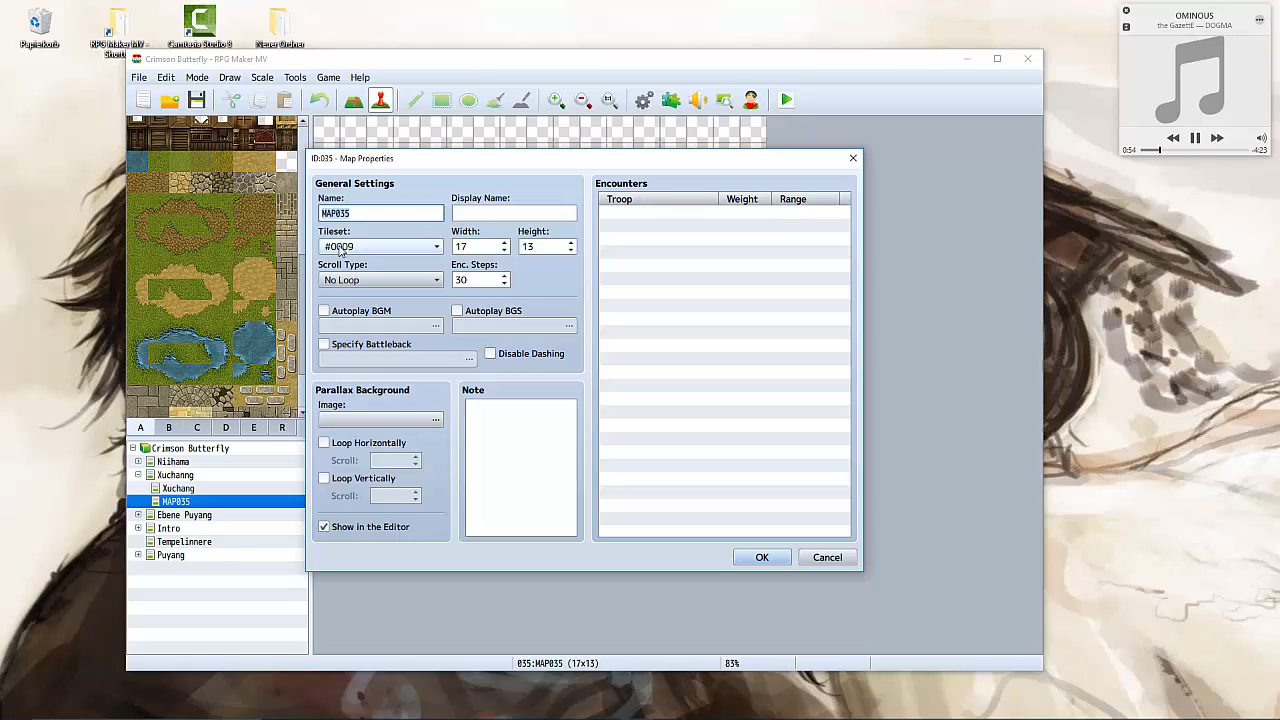 Papierkorb
RPG Maker MV -
Camtasia Studio 8
Neuer Ordner
OMINOUS
the GazettE — DOGMA
0:54
-4:23
Crimson Butterfly - RPG Maker MV
File Edit Mode Draw Scale Tools Game Help
ID:035 - Map Properties
General Settings
Name:
Display Name:
MAP035
Tileset:
Width:
Height:
#0009
17
13
Scroll Type:
Enc. Steps:
No Loop
30
Autoplay BGM
Autoplay BGS
Specify Battleback
Disable Dashing
Parallax Background
Image:
Loop Horizontally
Scroll:
Loop Vertically
Scroll:
Show in the Editor
Note
Encounters
Troop Weight Range
OK
Cancel
A B C D E R
Crimson Butterfly
Niihama
Xuchanng
Xuchang
MAP035
Ebene Puyang
Intro
Tempelinnere
Puyang
035:MAP035 (17x13)
83%